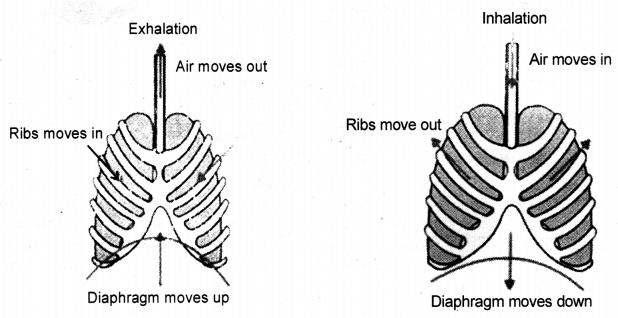 Exhalation
Air moves out
Ribs moves in
Diaphragm moves up
Inhalation
Air moves in
Ribs move out
Diaphragm moves down